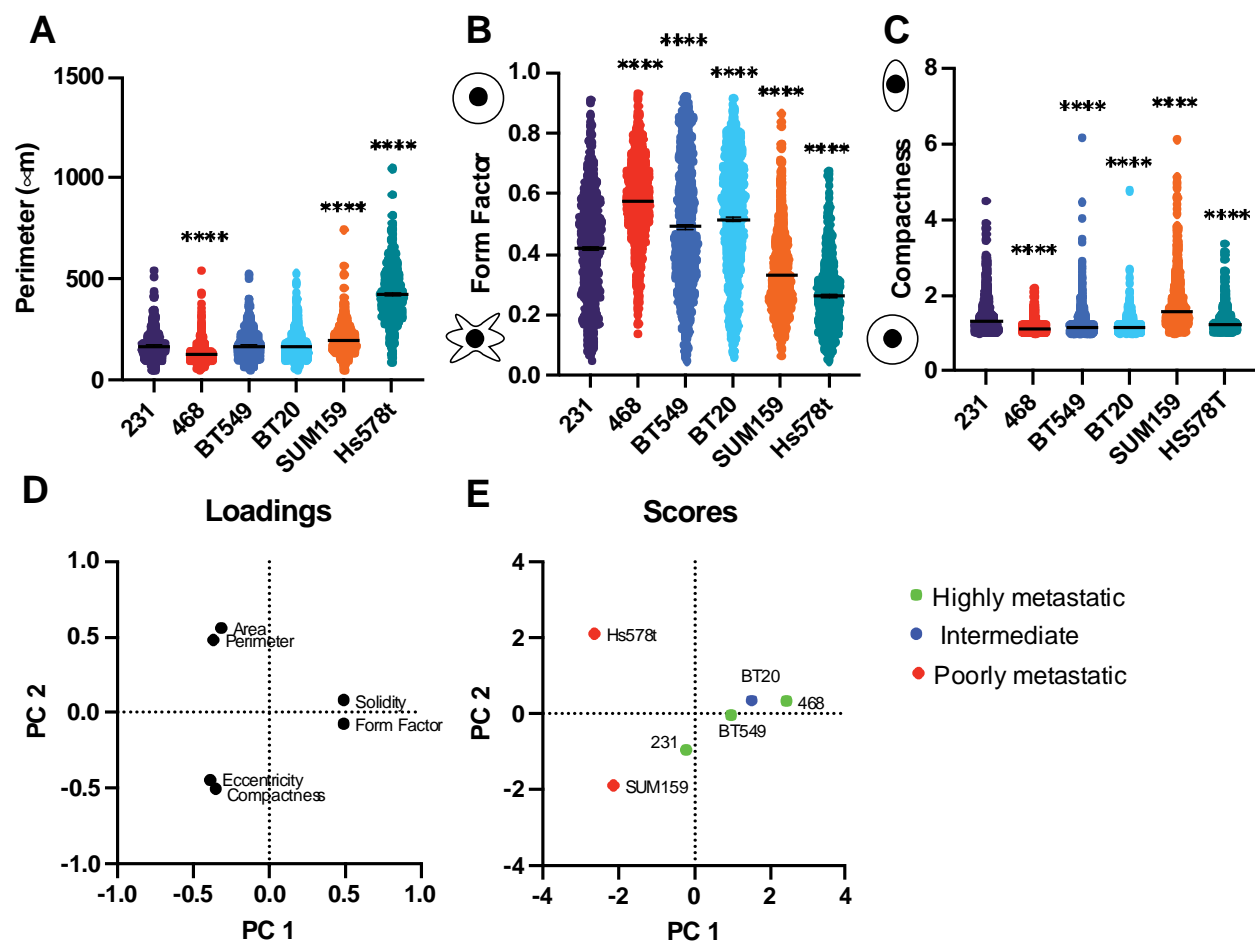 A
Perimeter (∝m)
1500
1000
500
0
****
****
****
231
468
BT549
BT20
SUM159
Hs578t
B
Form Factor
1.0
0.8
0.6
0.4
0.2
0.0
****
****
****
****
****
231
468
BT549
BT20
SUM159
Hs578t
C
Compactness
8
6
4
2
0
****
****
****
****
****
231
468
BT549
BT20
SUM159
HS578T
D
Loadings
PC 2
1.0
0.5
0.0
-0.5
-1.0
Area
Perimeter
Solidity
Form Factor
Eccentricity
Compactness
-1.0
-0.5
0.0
0.5
1.0
PC 1
E
Scores
PC 2
4
2
0
-2
-4
Hs578t
BT20
468
BT549
231
SUM159
-4
-2
0
2
4
PC 1
Highly metastatic
Intermediate
Poorly metastatic